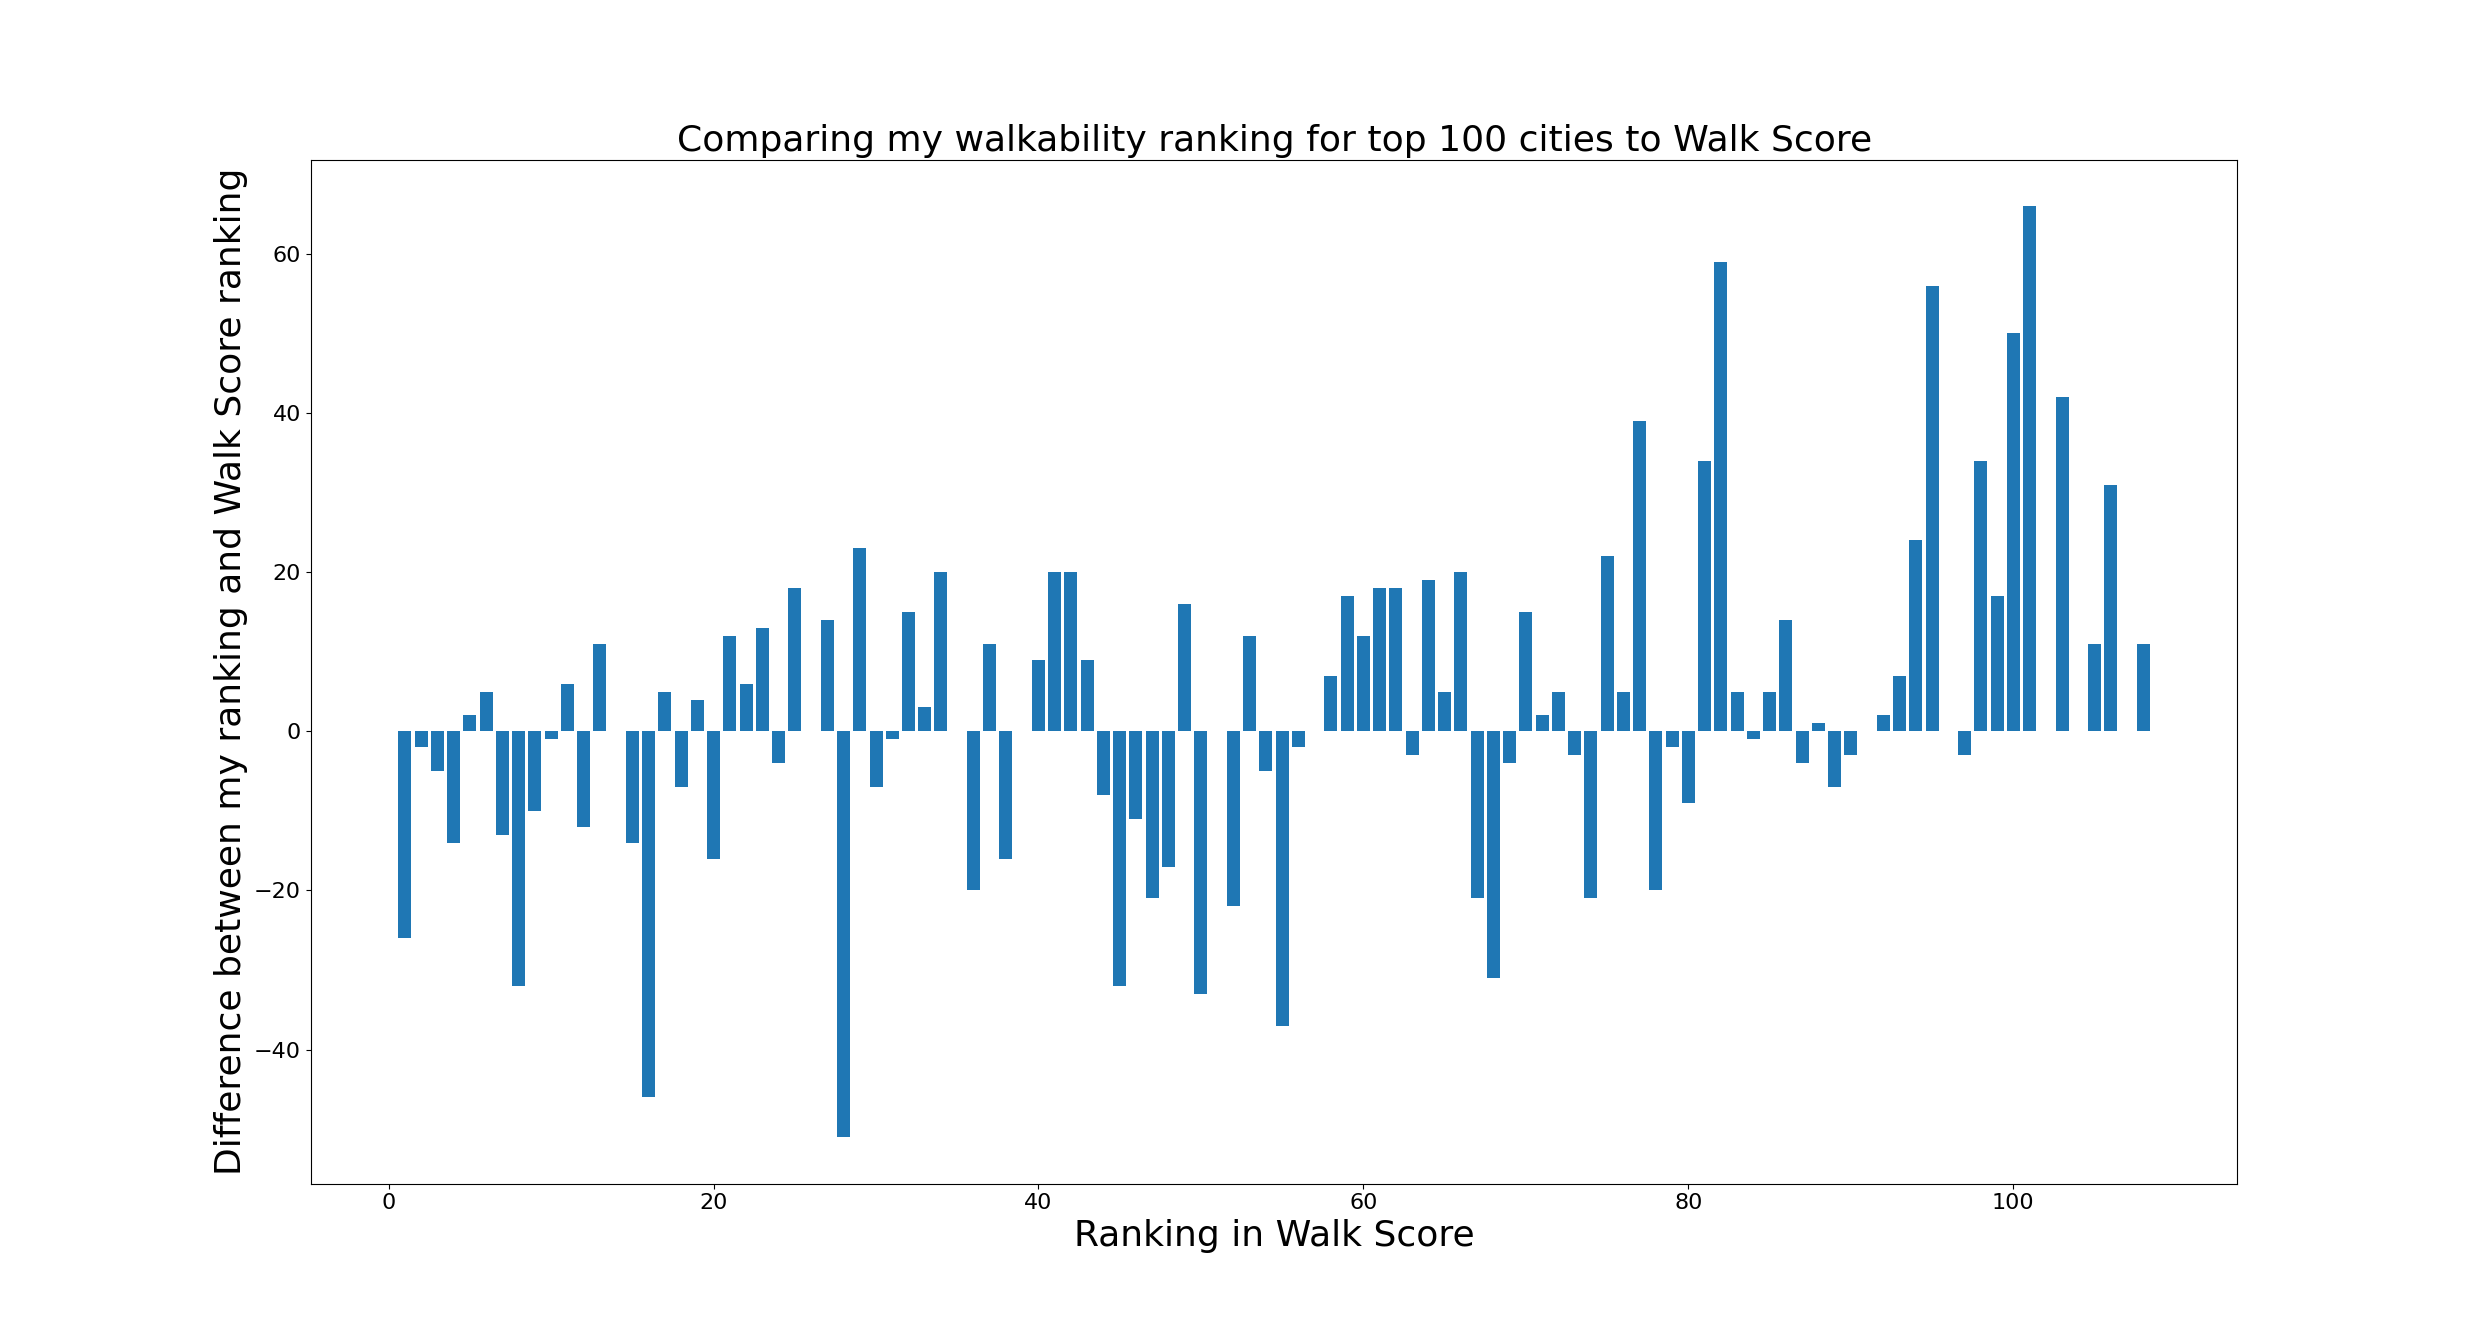 Comparing my walkability ranking for top 100 cities to Walk Score
Difference between my ranking and Walk Score ranking
60
40
20
0
−20
−40
0 20 40 60 80 100
Ranking in Walk Score